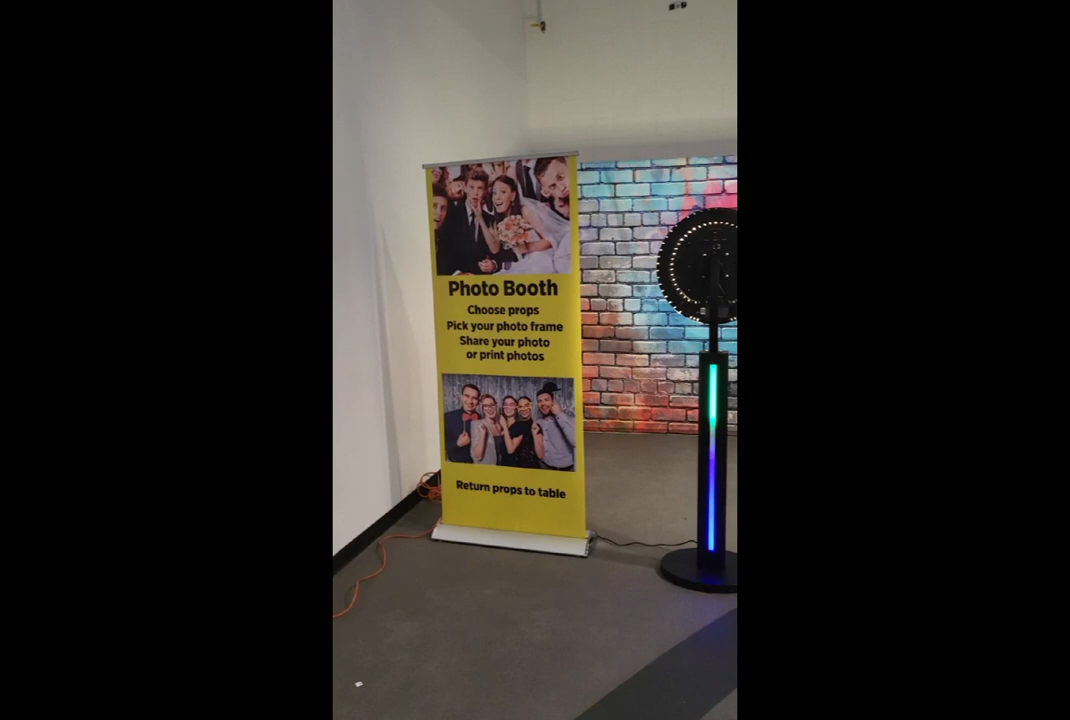 Photo Booth
Choose props
Pick your photo frame
Share your photo
or print photos
Return props to table